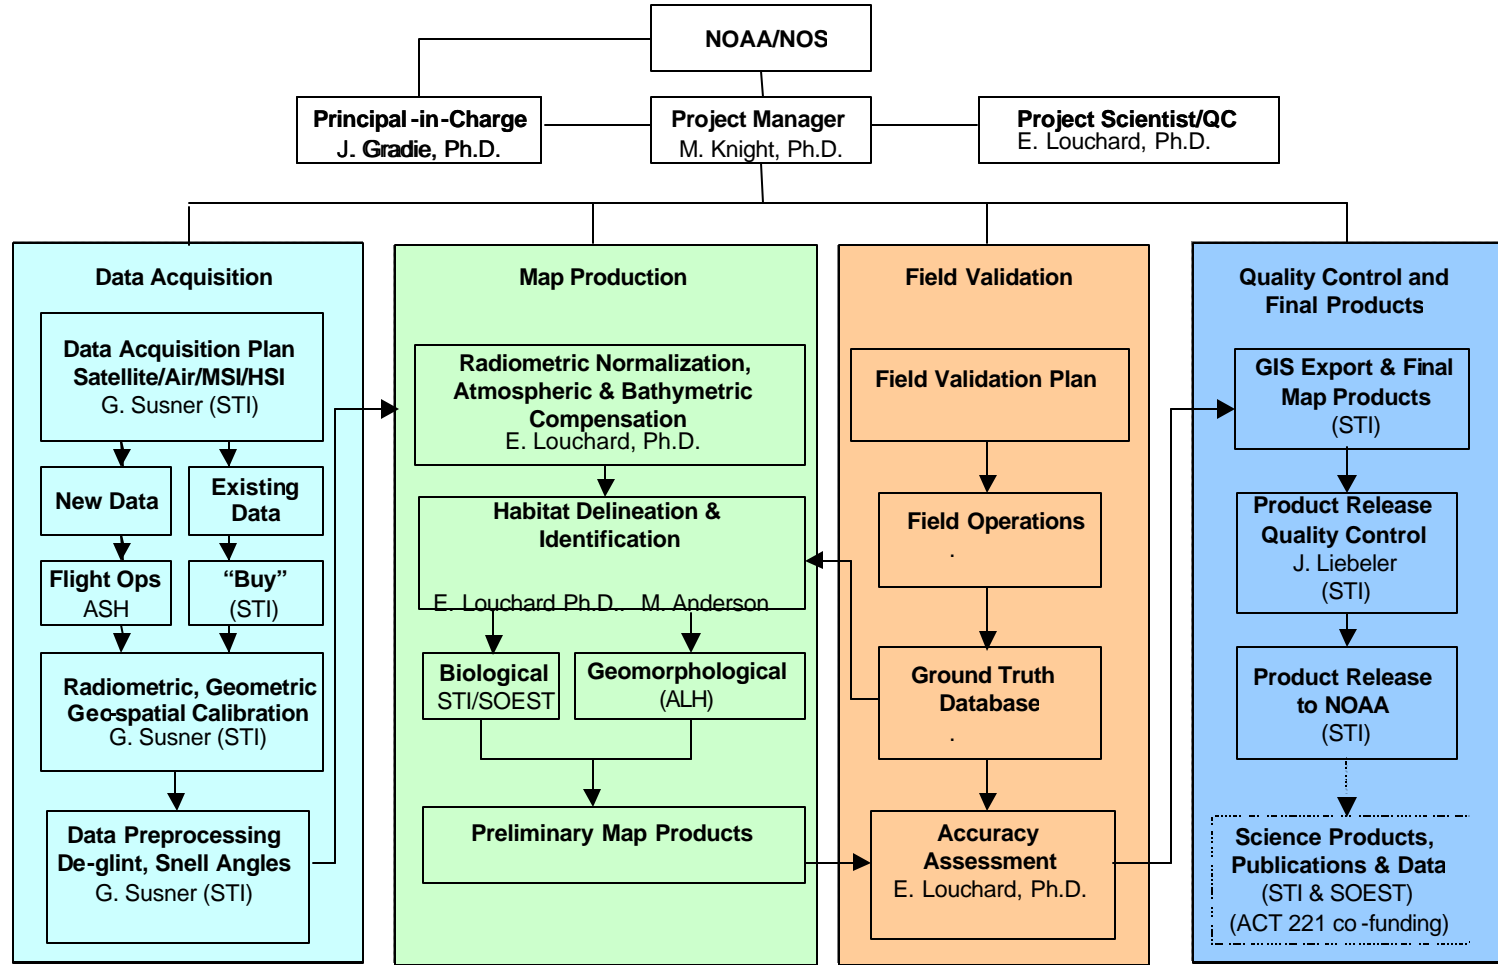 NOAA/NOS
Principal-in-Charge
J. Gradie, Ph.D.
Project Manager
M. Knight, Ph.D.
Project Scientist/QC
E. Louchard, Ph.D.
Data Acquisition
Data Acquisition Plan
Satellite/Air/MSI/HSI
G. Susner (STI)
New Data
Existing
Data
Flight Ops
ASH
“Buy”
(STI)
Radiometric, Geometric
Geo-spatial Calibration
G. Susner (STI)
Data Preprocessing
De-glint, Snell Angles
G. Susner (STI)
Map Production
Radiometric Normalization,
Atmospheric & Bathymetric
Compensation
E. Louchard, Ph.D.
Habitat Delineation &
Identification
E. Louchard Ph.D.. M. Anderson
Biological
STI/SOEST
Geomorphological
(ALH)
Preliminary Map Products
Field Validation
Field Validation Plan
Field Operations
.
Ground Truth
Database
.
Accuracy
Assessment
E. Louchard, Ph.D.
Quality Control and
Final Products
GIS Export & Final
Map Products
(STI)
Product Release
Quality Control
J. Liebeler
(STI)
Product Release
to NOAA
(STI)
Science Products,
Publications & Data
(STI & SOEST)
(ACT 221 co-funding)